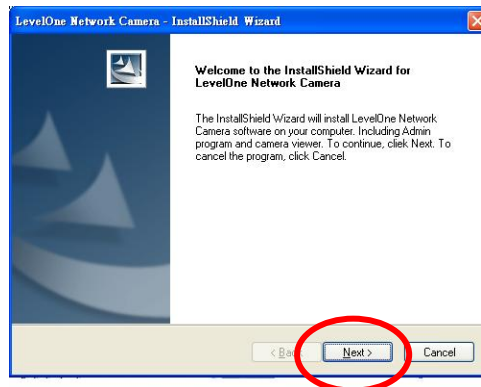 LevelOne Network Camera - InstallShield Wizard
Welcome to the InstallShield Wizard for
LevelOne Network Camera
The InstallShield Wizard will install LevelOne Network
Camera software on your computer. Including Admin
program and camera viewer. To continue, cliek Next. To
cancel the program, click Cancel.
< Back Next > Cancel